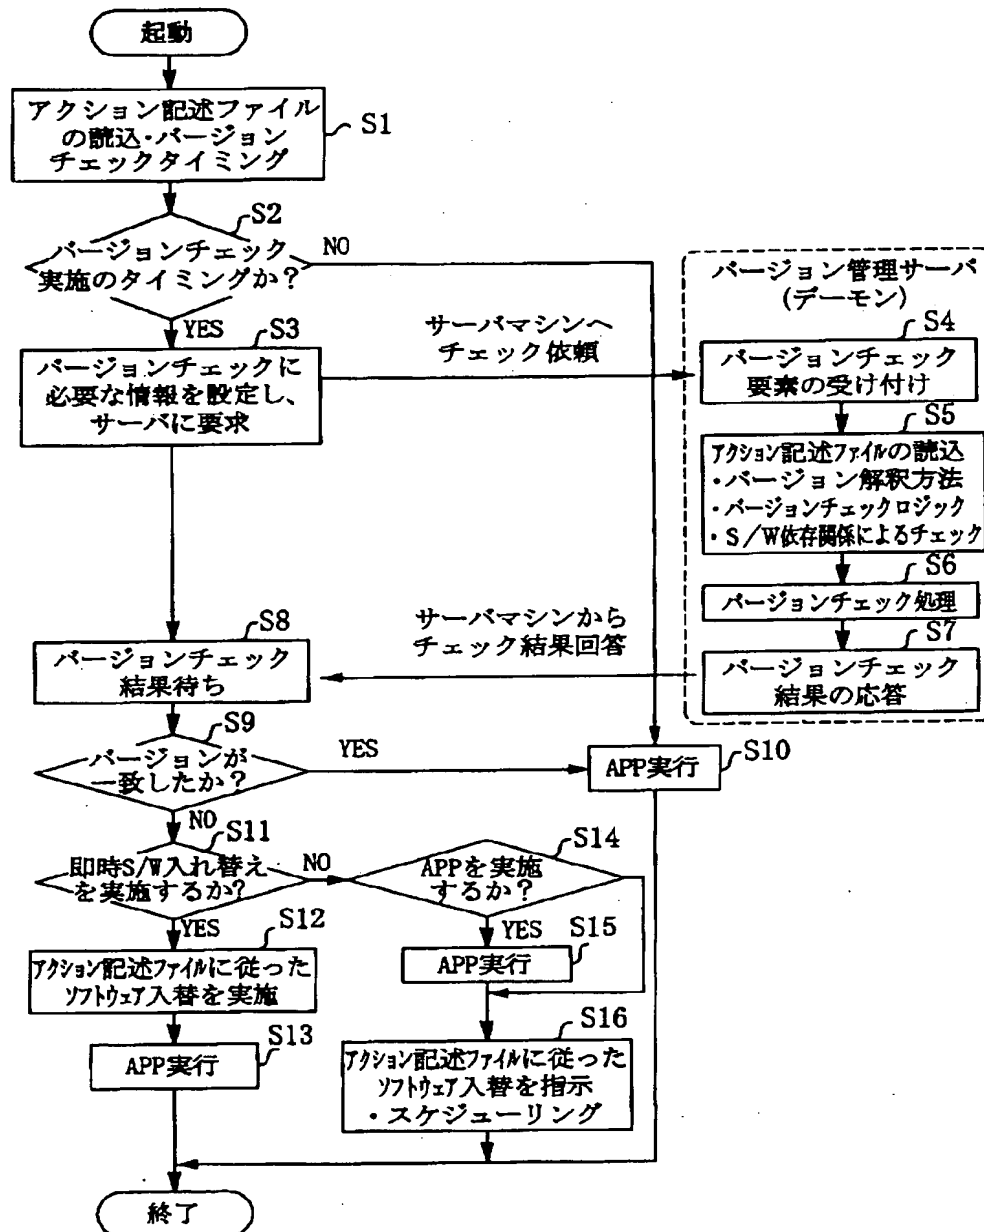 起動
アクション記述ファイル
の読込・バージョン
チェックタイミング
S1
S2
バージョンチェック
実施のタイミングか?
NO
YES
S3
バージョンチェックに
必要な情報を設定し、
サーバに要求
サーバマシンへ
チェック依頼
バージョン管理サーバ
(デーモン)
S4
バージョンチェック
要素の受け付け
S5
アクション記述ファイルの読込
・バージョン解釈方法
・バージョンチェックロジック
・S/W依存関係によるチェック
S6
バージョンチェック処理
S7
バージョンチェック
結果の応答
サーバマシンから
チェック結果回答
S8
バージョンチェック
結果待ち
S9
バージョンが
一致したか?
YES
S10
APP実行
NO
S11
即時S/W入れ替え
を実施するか?
NO
S14
APPを実施
するか?
YES
S12
アクション記述ファイルに従った
ソフトウェア入替を実施
YES
S15
APP実行
S13
APP実行
S16
アクション記述ファイルに従った
ソフトウェア入替を指示
・スケジューリング
終了